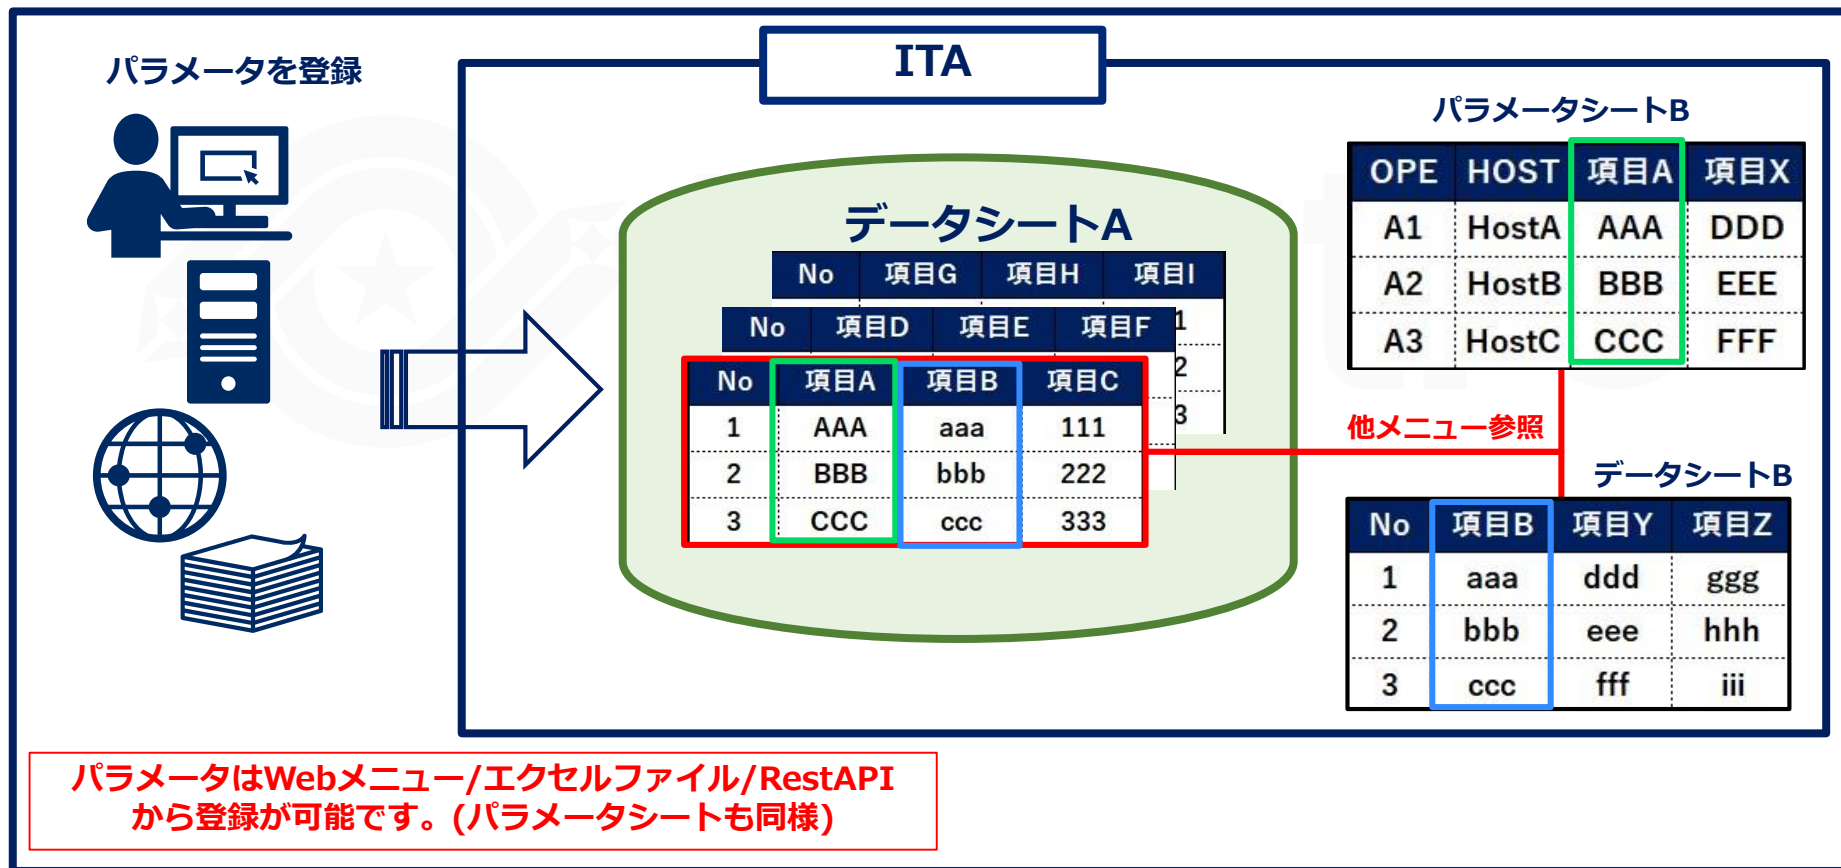 ITA
パラメータを登録
データシートA
No 項目G 項目H 項目I
1
2
3
No 項目D 項目E 項目F
No 項目A 項目B 項目C
1 AAA aaa 111
2 BBB bbb 222
3 CCC ccc 333
パラメータシートB
OPE HOST 項目A 項目X
A1 HostA AAA DDD
A2 HostB BBB EEE
A3 HostC CCC FFF
他メニュー参照
データシートB
No 項目B 項目Y 項目Z
1 aaa ddd ggg
2 bbb eee hhh
3 ccc fff iii
パラメータはWebメニュー/エクセルファイル/RestAPI
から登録が可能です。(パラメータシートも同様)